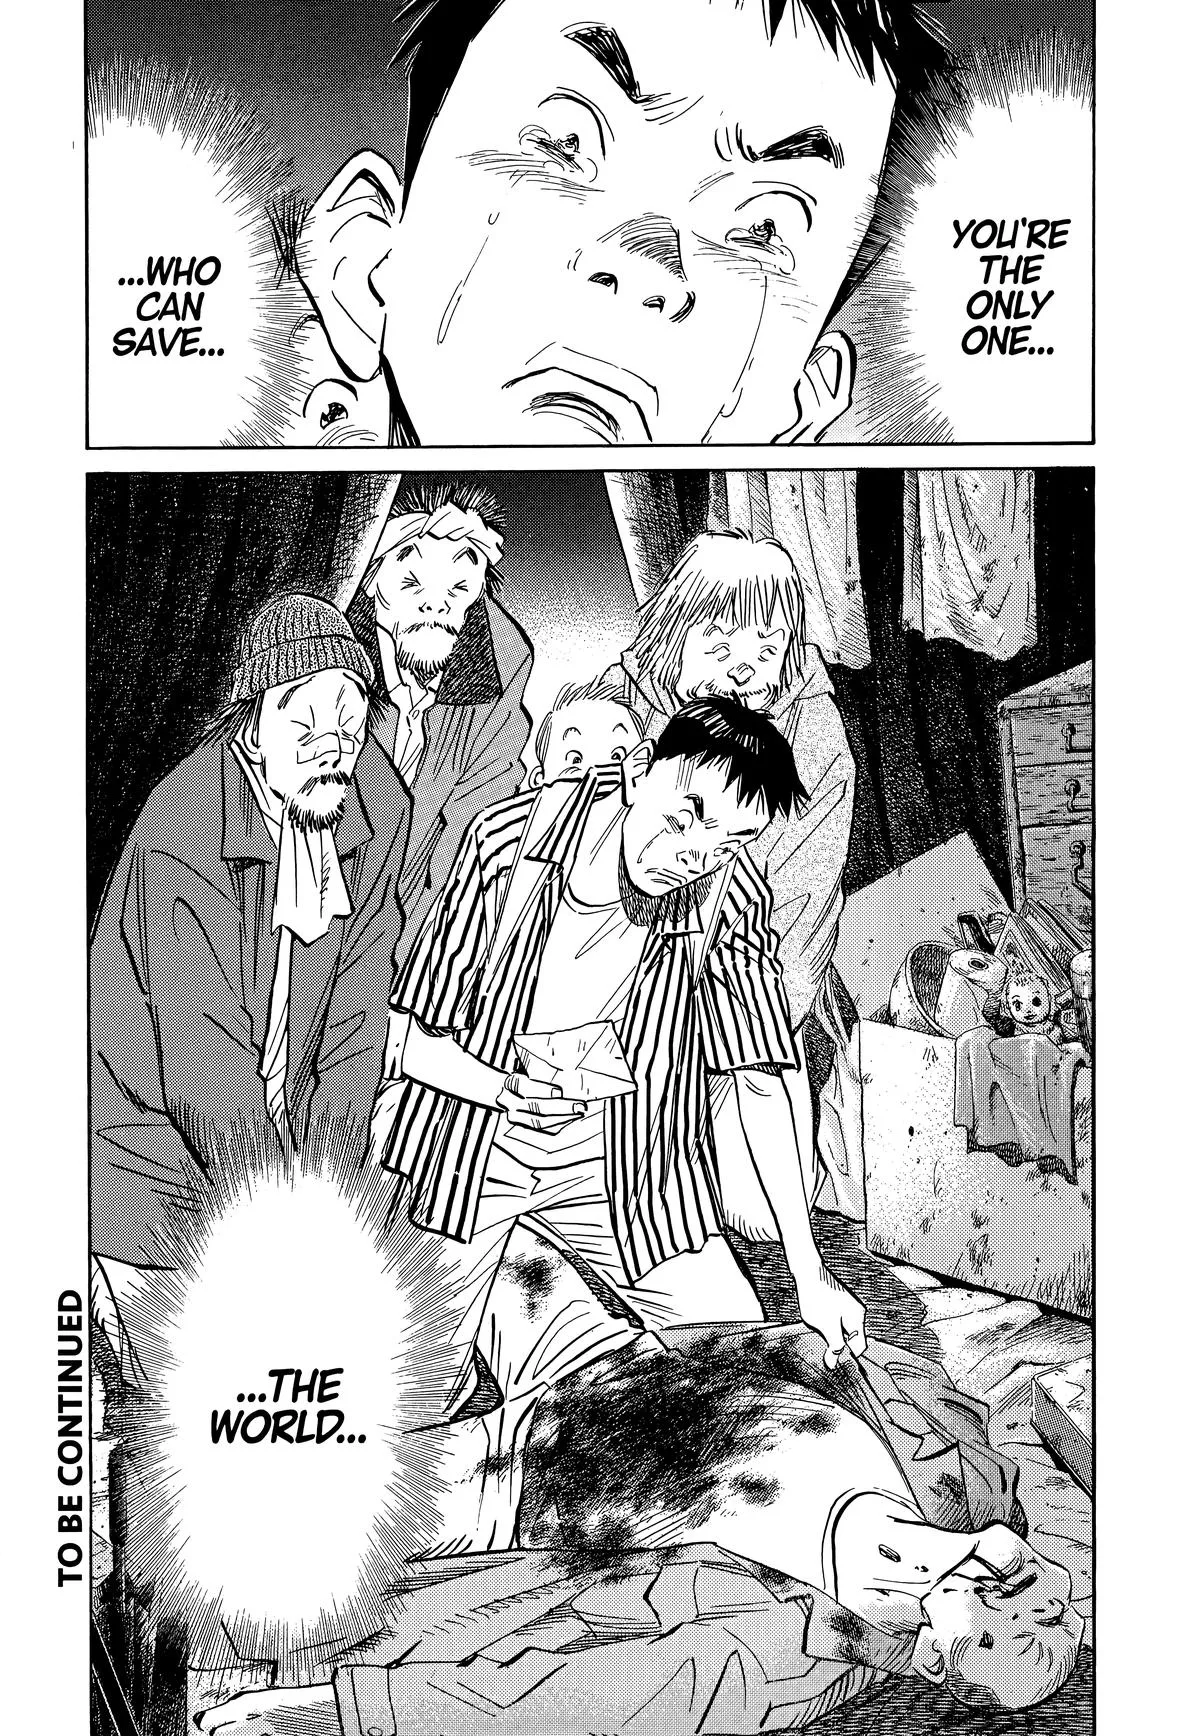 YOU'RE
THE
ONLY
ONE...
...WHO
CAN
SAVE...
...THE
WORLD...
TO BE CONTINUED